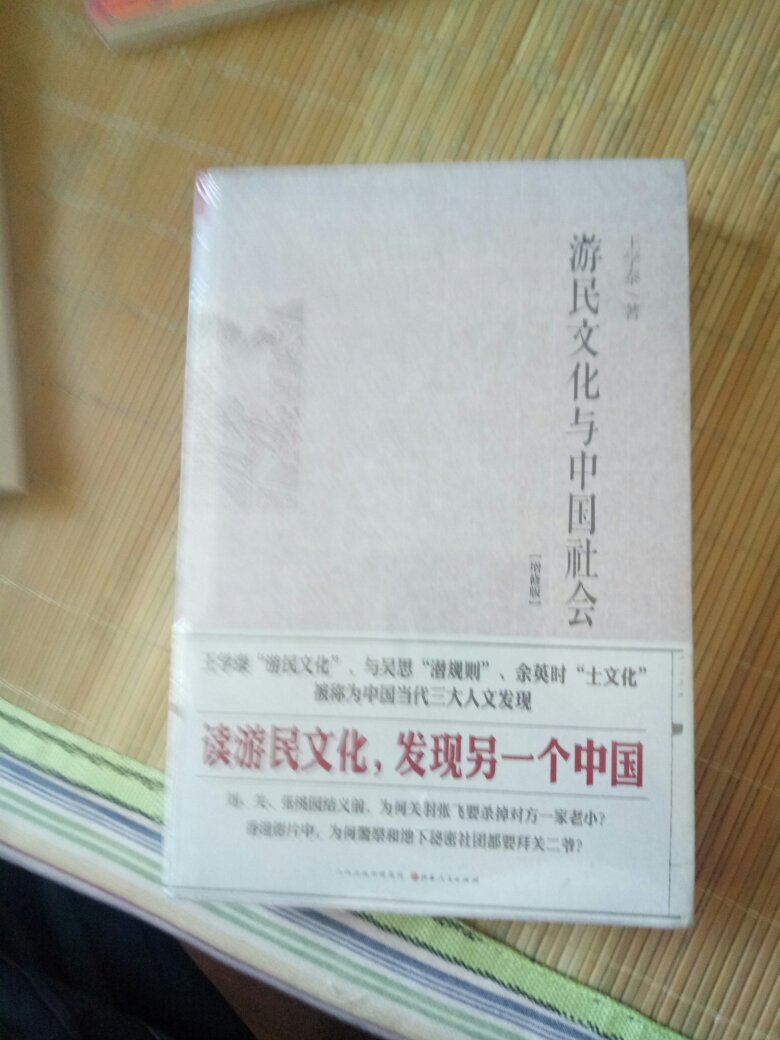 王学泰/著
游民文化与中国社会
[增修版]
王学泰“游民文化”、与吴思“潜规则”、余英时“士文化”
被称为中国当代三大人文发现
读游民文化，发现另一个中国
刘、关、张桃园结义前，为何关羽张飞要杀掉对方一家老小？
香港影片中，为何警察和地下秘密社团都要拜关二爷？